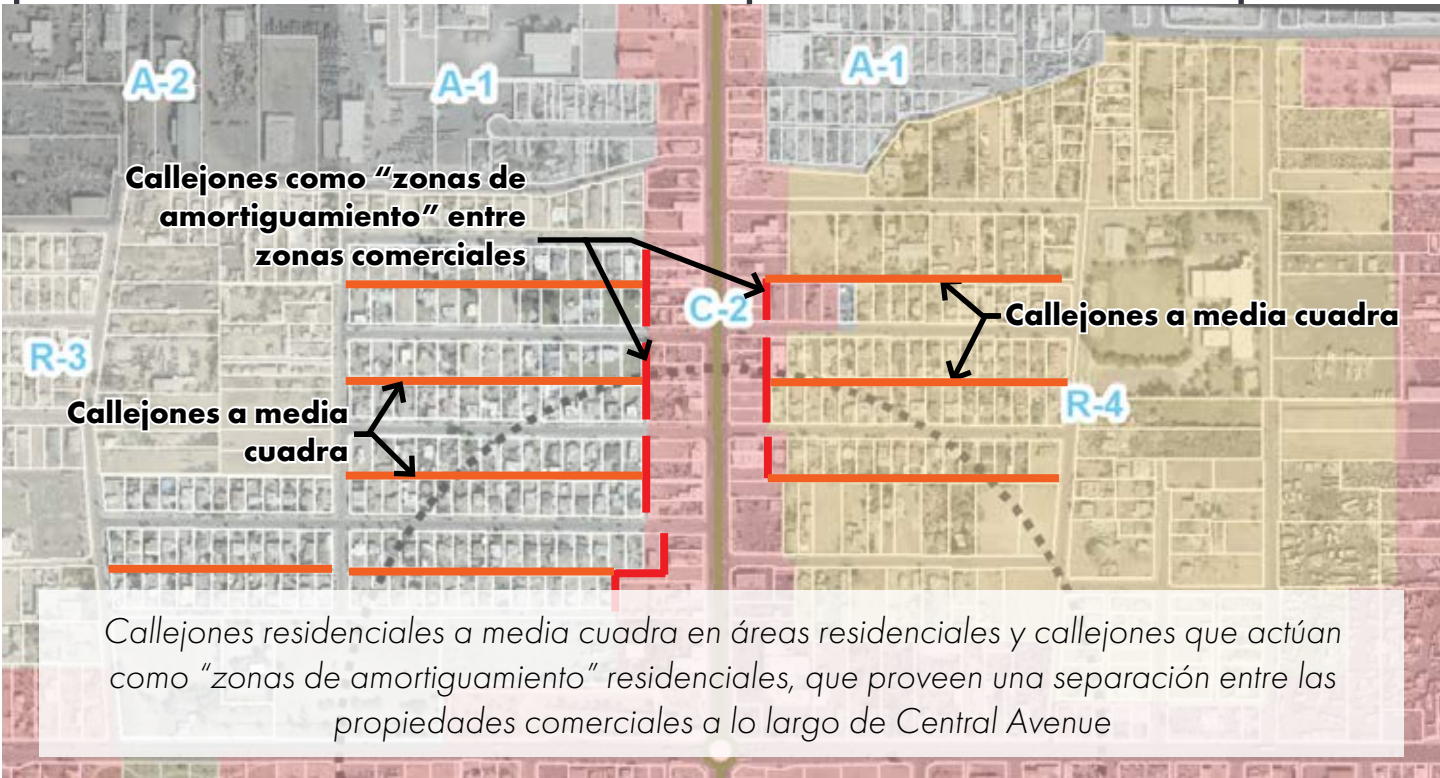 A-2
A-1
A-1
Callejones como “zonas de
amortiguamiento” entre
zonas comerciales
C-2
Callejones a media cuadra
R-3
Callejones a media
cuadra
R-4
Callejones residenciales a media cuadra en áreas residenciales y callejones que actúan
como “zonas de amortiguamiento” residenciales, que proveen una separación entre las
propiedades comerciales a lo largo de Central Avenue